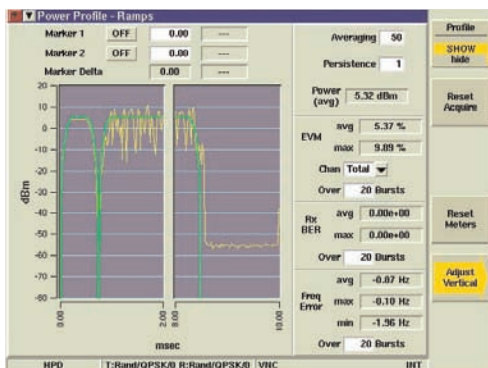 Power Profile - Ramps
Marker 1 OFF 0.00 ---
Marker 2 OFF 0.00 ---
Marker Delta 0.00 ---
Averaging 50
Persistence 1
Power (avg) 5.32 dBm
EVM avg 5.37 %
max 9.89 %
Chan Total
Over 20 Bursts
Rx BER avg 0.00e+00
max 0.00e+00
Over 20 Bursts
Freq Error avg -0.87 Hz
max -0.10 Hz
min -1.96 Hz
Over 20 Bursts
Profile
SHOW
hide
Reset
Acquire
Reset
Meters
Adjust
Vertical
dBm
20
10
0
-10
-20
-30
-40
-50
-60
-70
-80
0.00
2.00
8.00
10.00
msec
HPD T:Rand/QPSK/0 R:Rand/QPSK/0 VNC INT